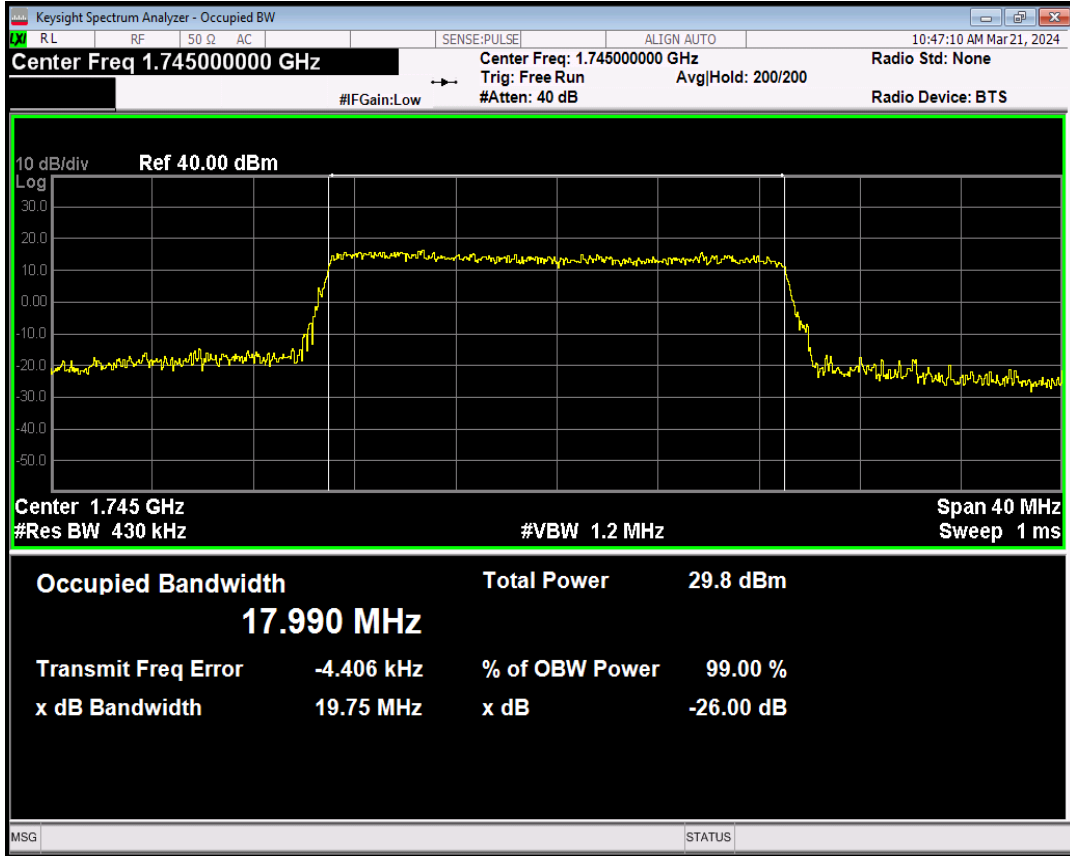 Keysight Spectrum Analyzer - Occupied BW
LXI RL RF 50 Ω AC SENSE:PULSE ALIGN AUTO 10:47:10 AM Mar 21, 2024
Center Freq 1.745000000 GHz Center Freq: 1.745000000 GHz Radio Std: None
Trig: Free Run Avg|Hold: 200/200
#IFGain:Low #Atten: 40 dB Radio Device: BTS
10 dB/div Ref 40.00 dBm
Log
30.0
20.0
10.0
0.00
-10.0
-20.0
-30.0
-40.0
-50.0
Center 1.745 GHz Span 40 MHz
#Res BW 430 kHz #VBW 1.2 MHz Sweep 1 ms
Occupied Bandwidth Total Power 29.8 dBm
17.990 MHz
Transmit Freq Error -4.406 kHz % of OBW Power 99.00 %
x dB Bandwidth 19.75 MHz x dB -26.00 dB
MSG STATUS